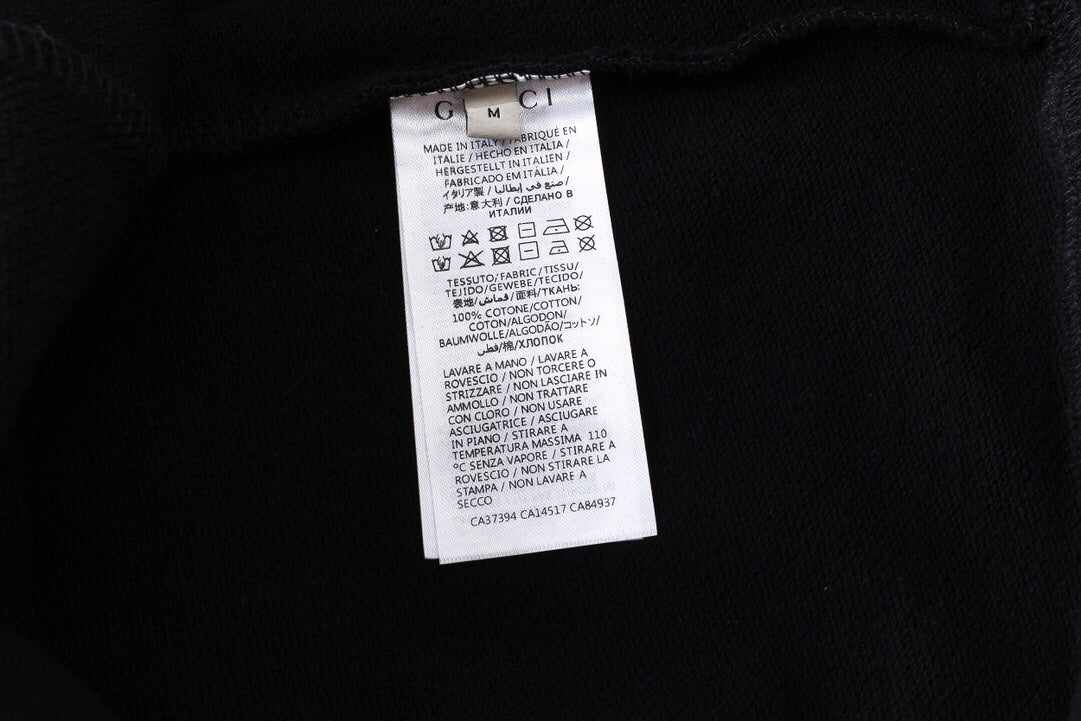 G CI
M
MADE IN ITALY / FABRIQUÉ EN
ITALIE / HECHO EN ITALIA /
HERGESTELLT IN ITALIEN /
FABRICADO EM ITÁLIA /
イタリア製 / صنع في إيطاليا /
产地:意大利 / СДЕЛАНО В
ИТАЛИИ
TESSUTO/FABRIC/TISSU/
TEJIDO/GEWEBE/TECIDO/
表地/قماش/面料/ТКАНЬ:
100% COTONE/COTTON/
COTON/ALGODON/
BAUMWOLLE/ALGODÃO/コットン/
قطن/棉/ХЛОПОК
LAVARE A MANO / LAVARE A
ROVESCIO / NON TORCERE O
STRIZZARE / NON LASCIARE IN
AMMOLLO / NON TRATTARE
CON CLORO / NON USARE
ASCIUGATRICE / ASCIUGARE
IN PIANO / STIRARE A
TEMPERATURA MASSIMA 110
ºC SENZA VAPORE / STIRARE A
ROVESCIO / NON STIRARE LA
STAMPA / NON LAVARE A
SECCO
CA37394 CA14517 CA84937